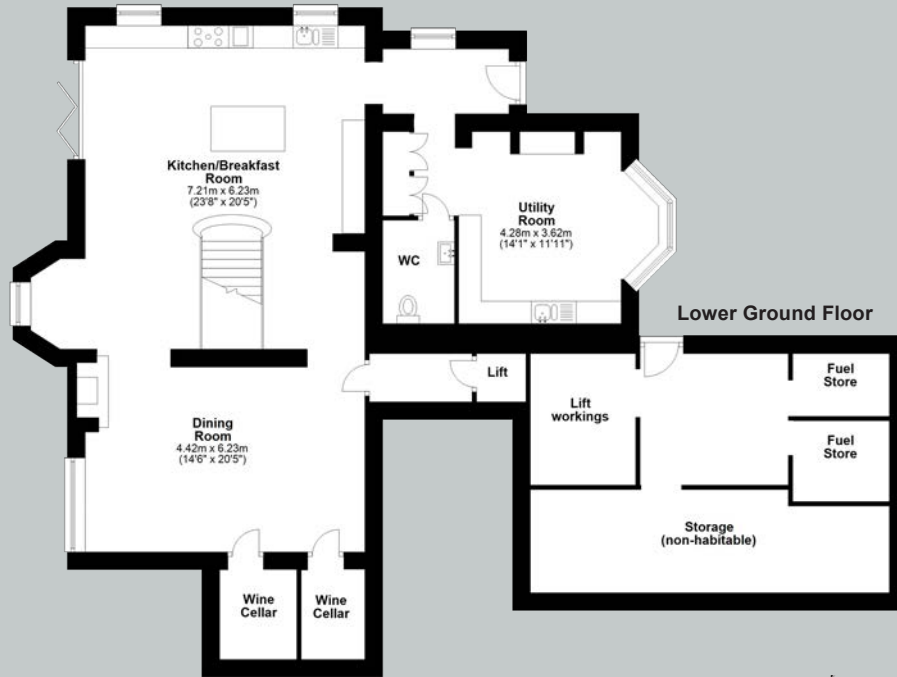 Kitchen/Breakfast
Room
7.21m x 6.23m
(23'8" x 20'5")
Utility
Room
4.28m x 3.62m
(14'1" x 11'11")
WC
Lower Ground Floor
Lift
Lift
workings
Fuel
Store
Fuel
Store
Dining
Room
4.42m x 6.23m
(14'6" x 20'5")
Storage
(non-habitable)
Wine
Cellar
Wine
Cellar